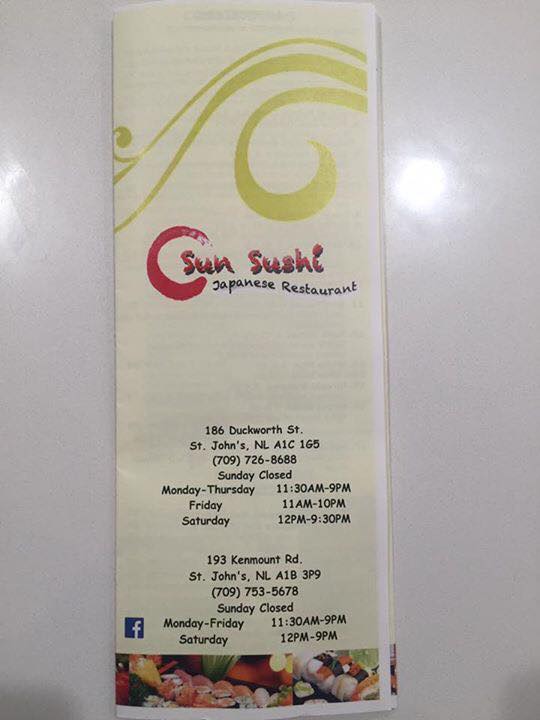 Sun Sushi
Japanese Restaurant
186 Duckworth St.
St. John's, NL A1C 1G5
(709) 726-8688
Sunday Closed
Monday-Thursday 11:30AM-9PM
Friday 11AM-10PM
Saturday 12PM-9:30PM
193 Kenmount Rd.
St. John's, NL A1B 3P9
(709) 753-5678
Sunday Closed
Monday-Friday 11:30AM-9PM
Saturday 12PM-9PM